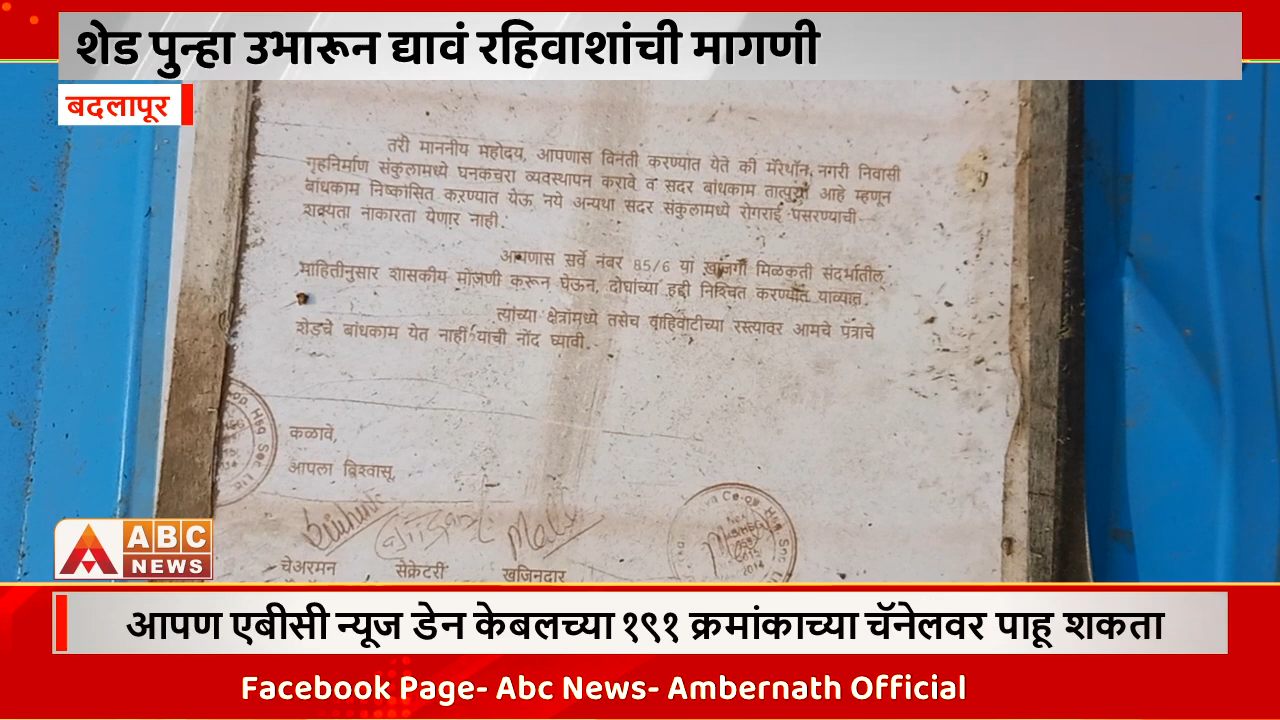 शेड पुन्हा उभारून द्यावं रहिवाशांची मागणी
बदलापूर
तरी माननीय महोदय, आपणास विनंती करण्यात येते की मॅरेथॉन नगरी निवासी
गृहनिर्माण संकुलामध्ये घनकचरा व्यवस्थापन करावे व सदर बांधकाम तात्पुरते आहे म्हणून
बांधकाम निष्कासित करण्यात येऊ नये अन्यथा सदर संकुलामध्ये रोगराई पसरण्याची
शक्यता नाकारता येणार नाही.
आपणास सर्वे नंबर 85/6 या खाजगी मिळकती संदर्भातील
माहितीनुसार शासकीय मोजणी करून घेऊन, दोघांच्या हद्दी निश्चित करण्यात याव्यात.
त्यांच्या क्षेत्रामध्ये तसेच वहिवाटीच्या रस्त्यावर आमचे पत्राचे
शेडचे बांधकाम येत नाही यांची नोंद घ्यावी.
कळावे,
आपला विश्वासू,
चेअरमन सेक्रेटरी खजिनदार
ABC
NEWS
आपण एबीसी न्यूज डेन केबलच्या १९१ क्रमांकाच्या चॅनेलवर पाहू शकता
Facebook Page- Abc News- Ambernath Official